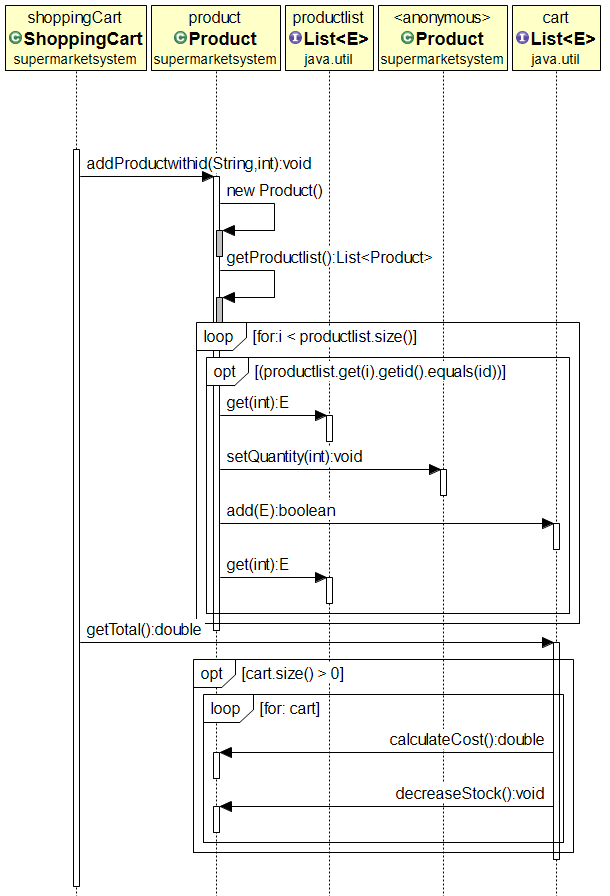 shoppingCart
ShoppingCart
supermarketsystem
product
Product
supermarketsystem
productlist
List<E>
java.util
<anonymous>
Product
supermarketsystem
cart
List<E>
java.util
addProductwithid(String,int):void
new Product()
getProductlist():List<Product>
loop [for:i < productlist.size()]
opt [(productlist.get(i).getid().equals(id))]
get(int):E
setQuantity(int):void
add(E):boolean
get(int):E
getTotal():double
opt [cart.size() > 0]
loop [for: cart]
calculateCost():double
decreaseStock():void